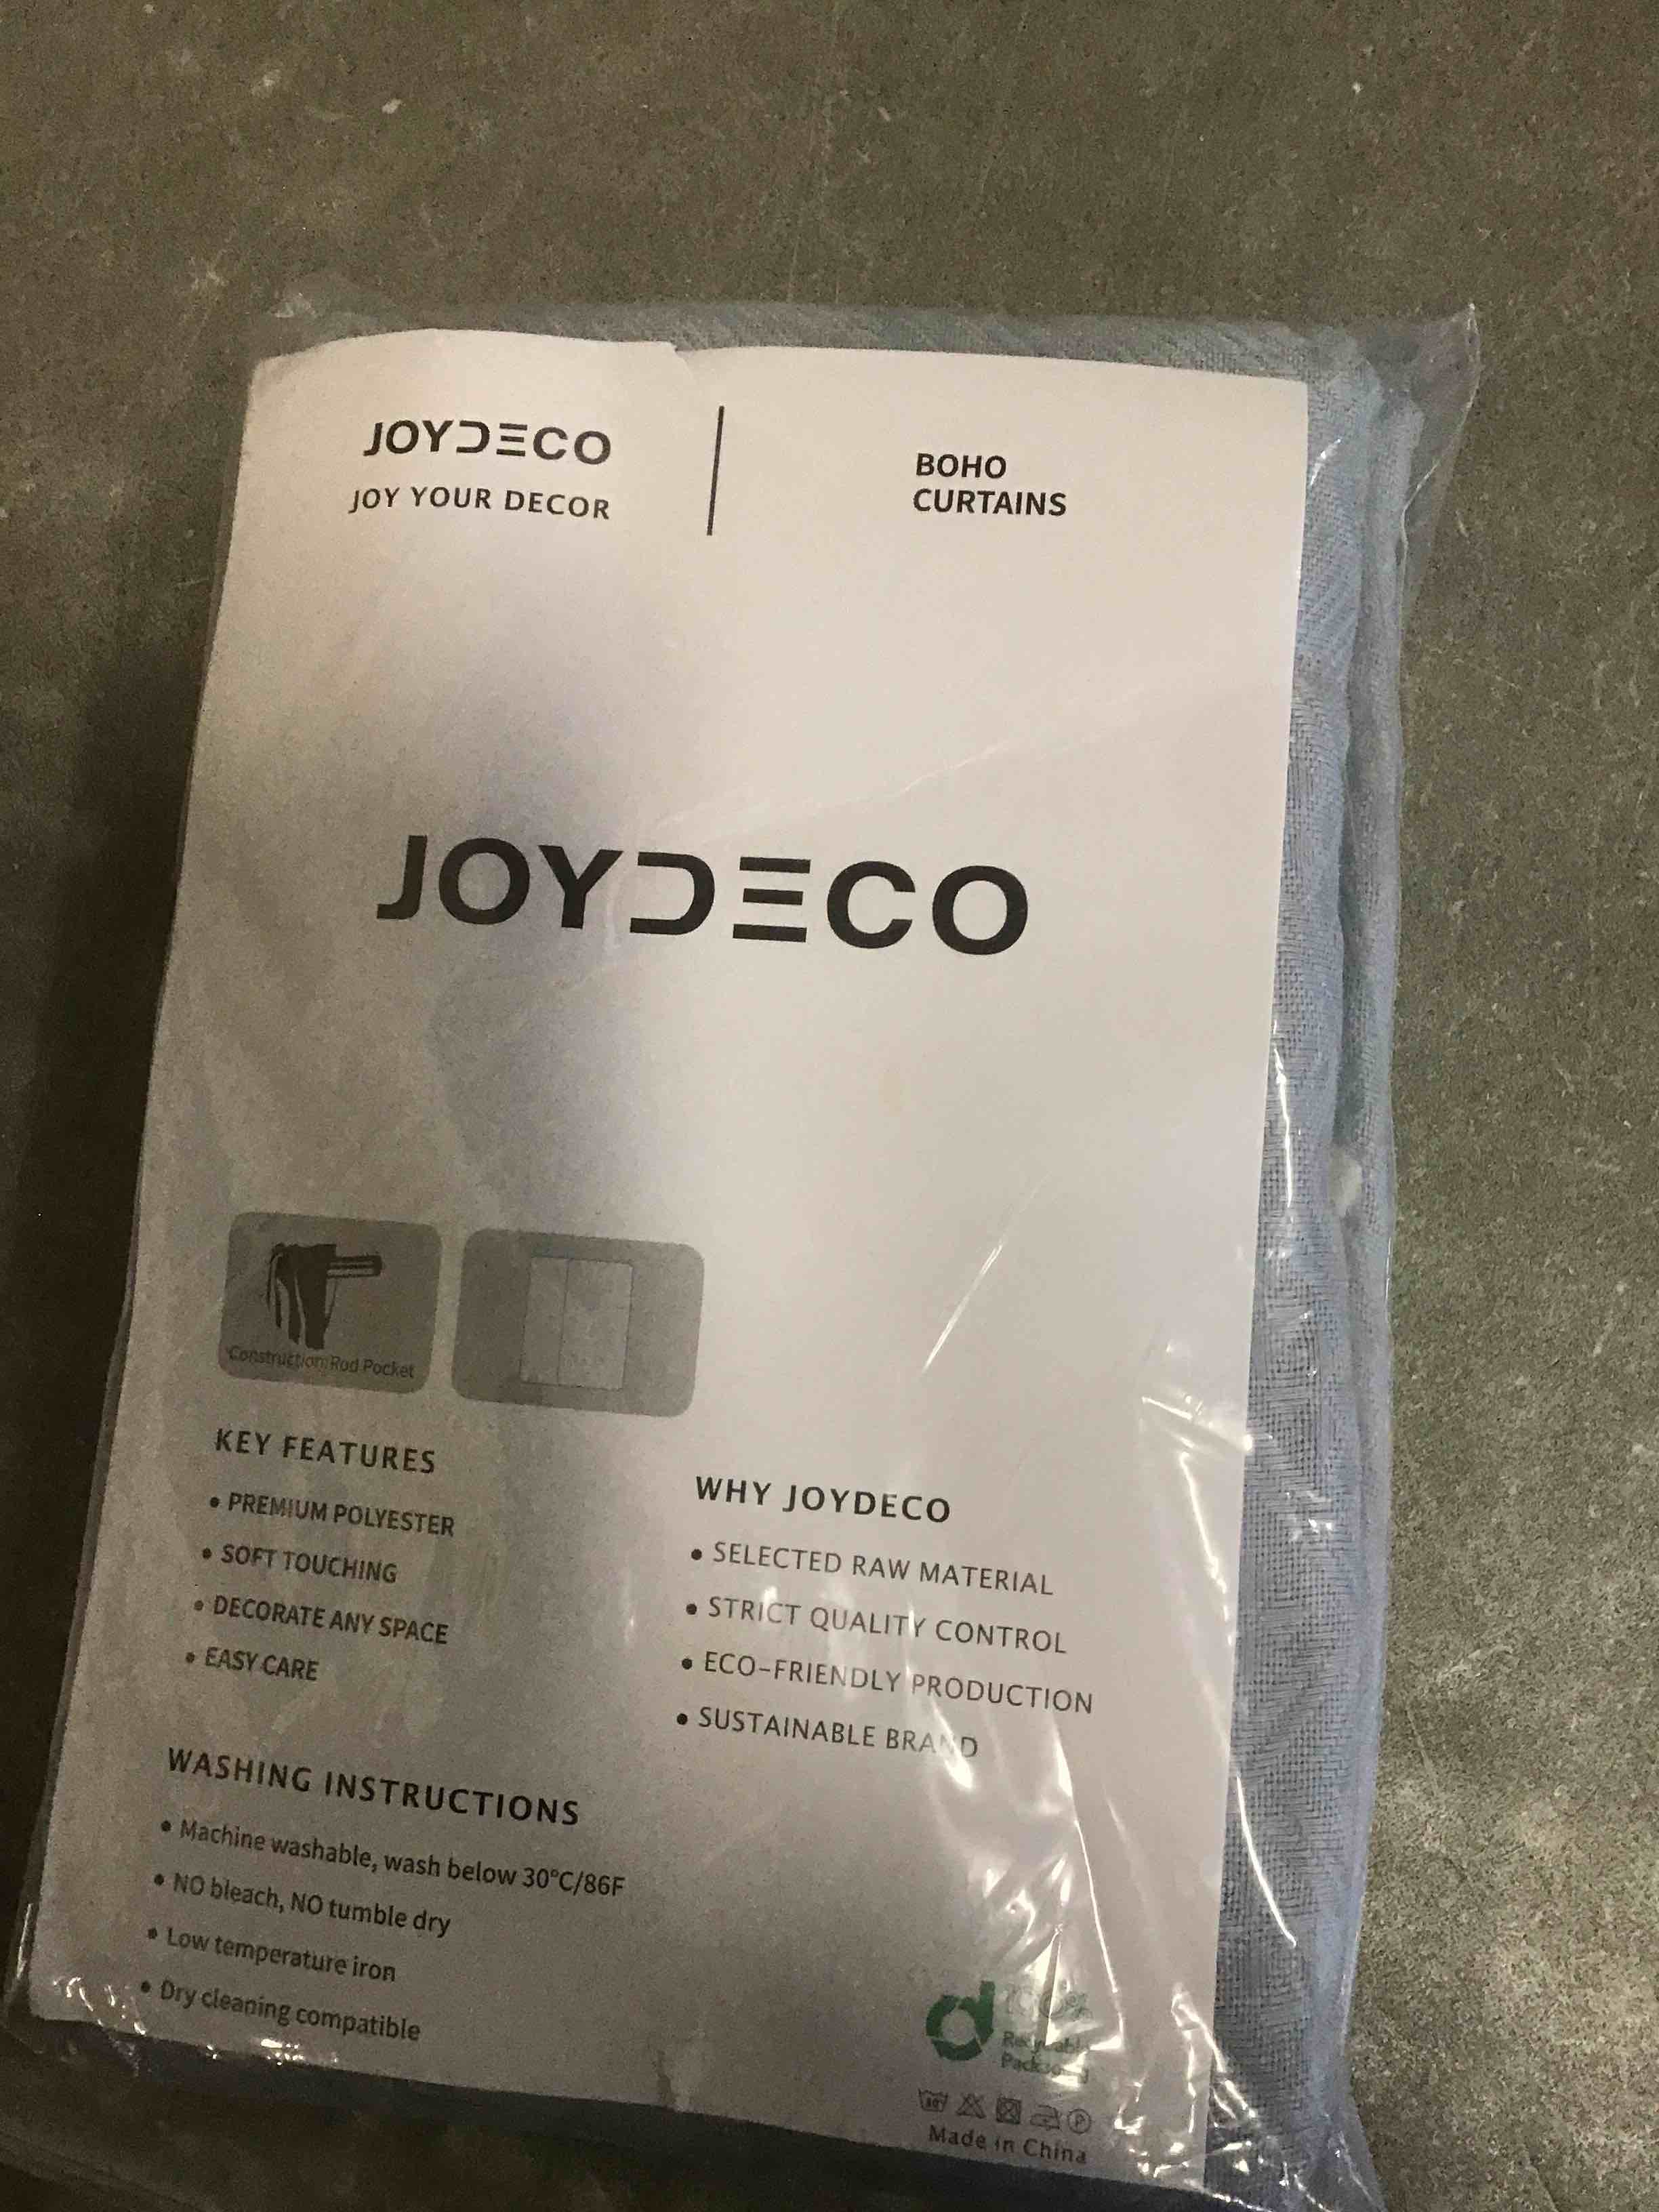 JOYDECO
JOY YOUR DECOR
BOHO
CURTAINS
JOYDECO
Construction:Rod Pocket
KEY FEATURES
• PREMIUM POLYESTER
• SOFT TOUCHING
• DECORATE ANY SPACE
• EASY CARE
WHY JOYDECO
• SELECTED RAW MATERIAL
• STRICT QUALITY CONTROL
• ECO-FRIENDLY PRODUCTION
• SUSTAINABLE BRAND
WASHING INSTRUCTIONS
• Machine washable, wash below 30°C/86F
• NO bleach, NO tumble dry
• Low temperature iron
• Dry cleaning compatible
100%
Recyclable
P
Made in China